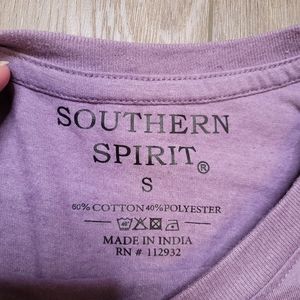 SOUTHERN
SPIRIT®
S
60% COTTON 40% POLYESTER
MADE IN INDIA
RN # 112932